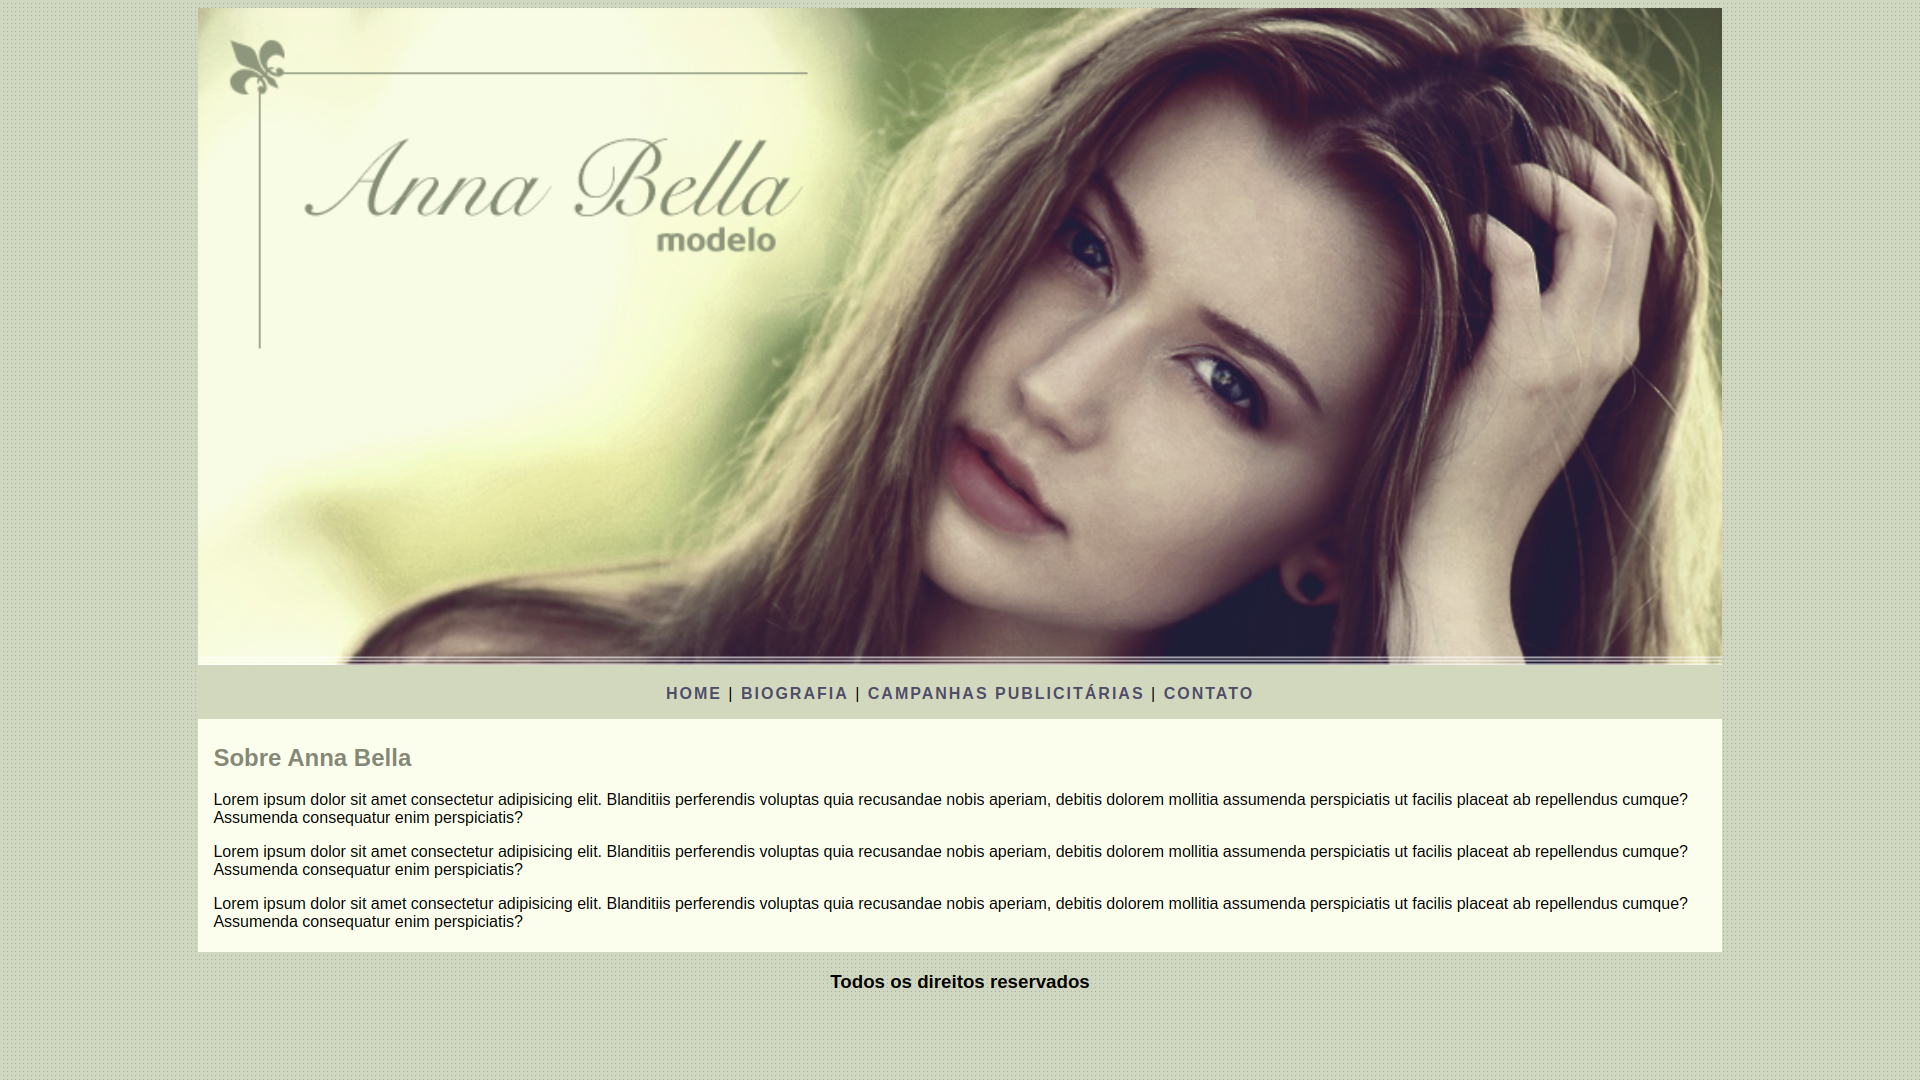 Anna Bella
modelo
HOME | BIOGRAFIA | CAMPANHAS PUBLICITÁRIAS | CONTATO
Sobre Anna Bella
Lorem ipsum dolor sit amet consectetur adipisicing elit. Blanditiis perferendis voluptas quia recusandae nobis aperiam, debitis dolorem mollitia assumenda perspiciatis ut facilis placeat ab repellendus cumque?
Assumenda consequatur enim perspiciatis?
Lorem ipsum dolor sit amet consectetur adipisicing elit. Blanditiis perferendis voluptas quia recusandae nobis aperiam, debitis dolorem mollitia assumenda perspiciatis ut facilis placeat ab repellendus cumque?
Assumenda consequatur enim perspiciatis?
Lorem ipsum dolor sit amet consectetur adipisicing elit. Blanditiis perferendis voluptas quia recusandae nobis aperiam, debitis dolorem mollitia assumenda perspiciatis ut facilis placeat ab repellendus cumque?
Assumenda consequatur enim perspiciatis?
Todos os direitos reservados